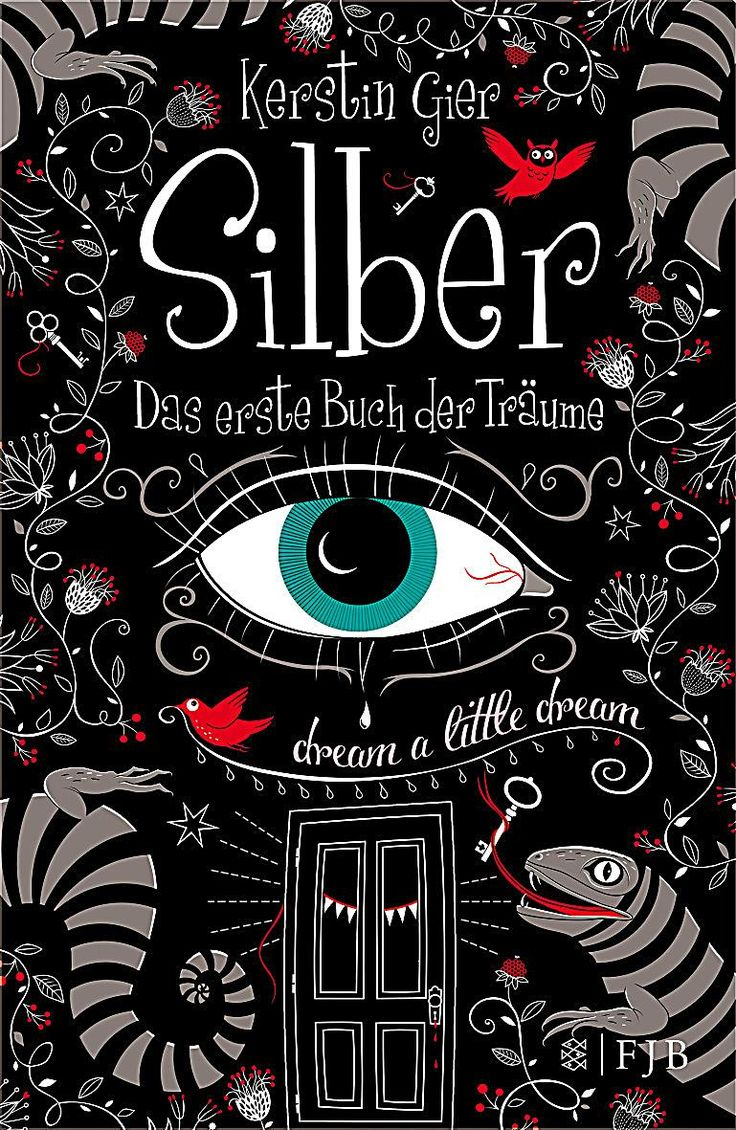 Kerstin Gier
Silber
Das erste Buch der Träume
dream a little dream
FJB